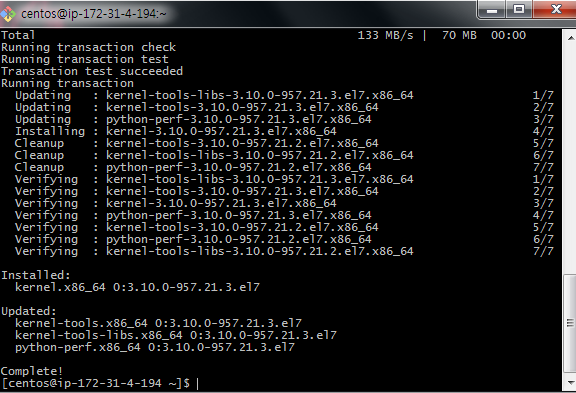 centos@ip-172-31-4-194:~
Total 133 MB/s | 70 MB 00:00
Running transaction check
Running transaction test
Transaction test succeeded
Running transaction
Updating : kernel-tools-libs-3.10.0-957.21.3.el7.x86_64 1/7
Updating : kernel-tools-3.10.0-957.21.3.el7.x86_64 2/7
Updating : python-perf-3.10.0-957.21.3.el7.x86_64 3/7
Installing : kernel-3.10.0-957.21.3.el7.x86_64 4/7
Cleanup : kernel-tools-3.10.0-957.21.2.el7.x86_64 5/7
Cleanup : kernel-tools-libs-3.10.0-957.21.2.el7.x86_64 6/7
Cleanup : python-perf-3.10.0-957.21.2.el7.x86_64 7/7
Verifying : kernel-tools-libs-3.10.0-957.21.3.el7.x86_64 1/7
Verifying : kernel-tools-3.10.0-957.21.3.el7.x86_64 2/7
Verifying : kernel-3.10.0-957.21.3.el7.x86_64 3/7
Verifying : python-perf-3.10.0-957.21.3.el7.x86_64 4/7
Verifying : kernel-tools-3.10.0-957.21.2.el7.x86_64 5/7
Verifying : python-perf-3.10.0-957.21.2.el7.x86_64 6/7
Verifying : kernel-tools-libs-3.10.0-957.21.2.el7.x86_64 7/7
Installed:
kernel.x86_64 0:3.10.0-957.21.3.el7
Updated:
kernel-tools.x86_64 0:3.10.0-957.21.3.el7
kernel-tools-libs.x86_64 0:3.10.0-957.21.3.el7
python-perf.x86_64 0:3.10.0-957.21.3.el7
Complete!
[centos@ip-172-31-4-194 ~]$